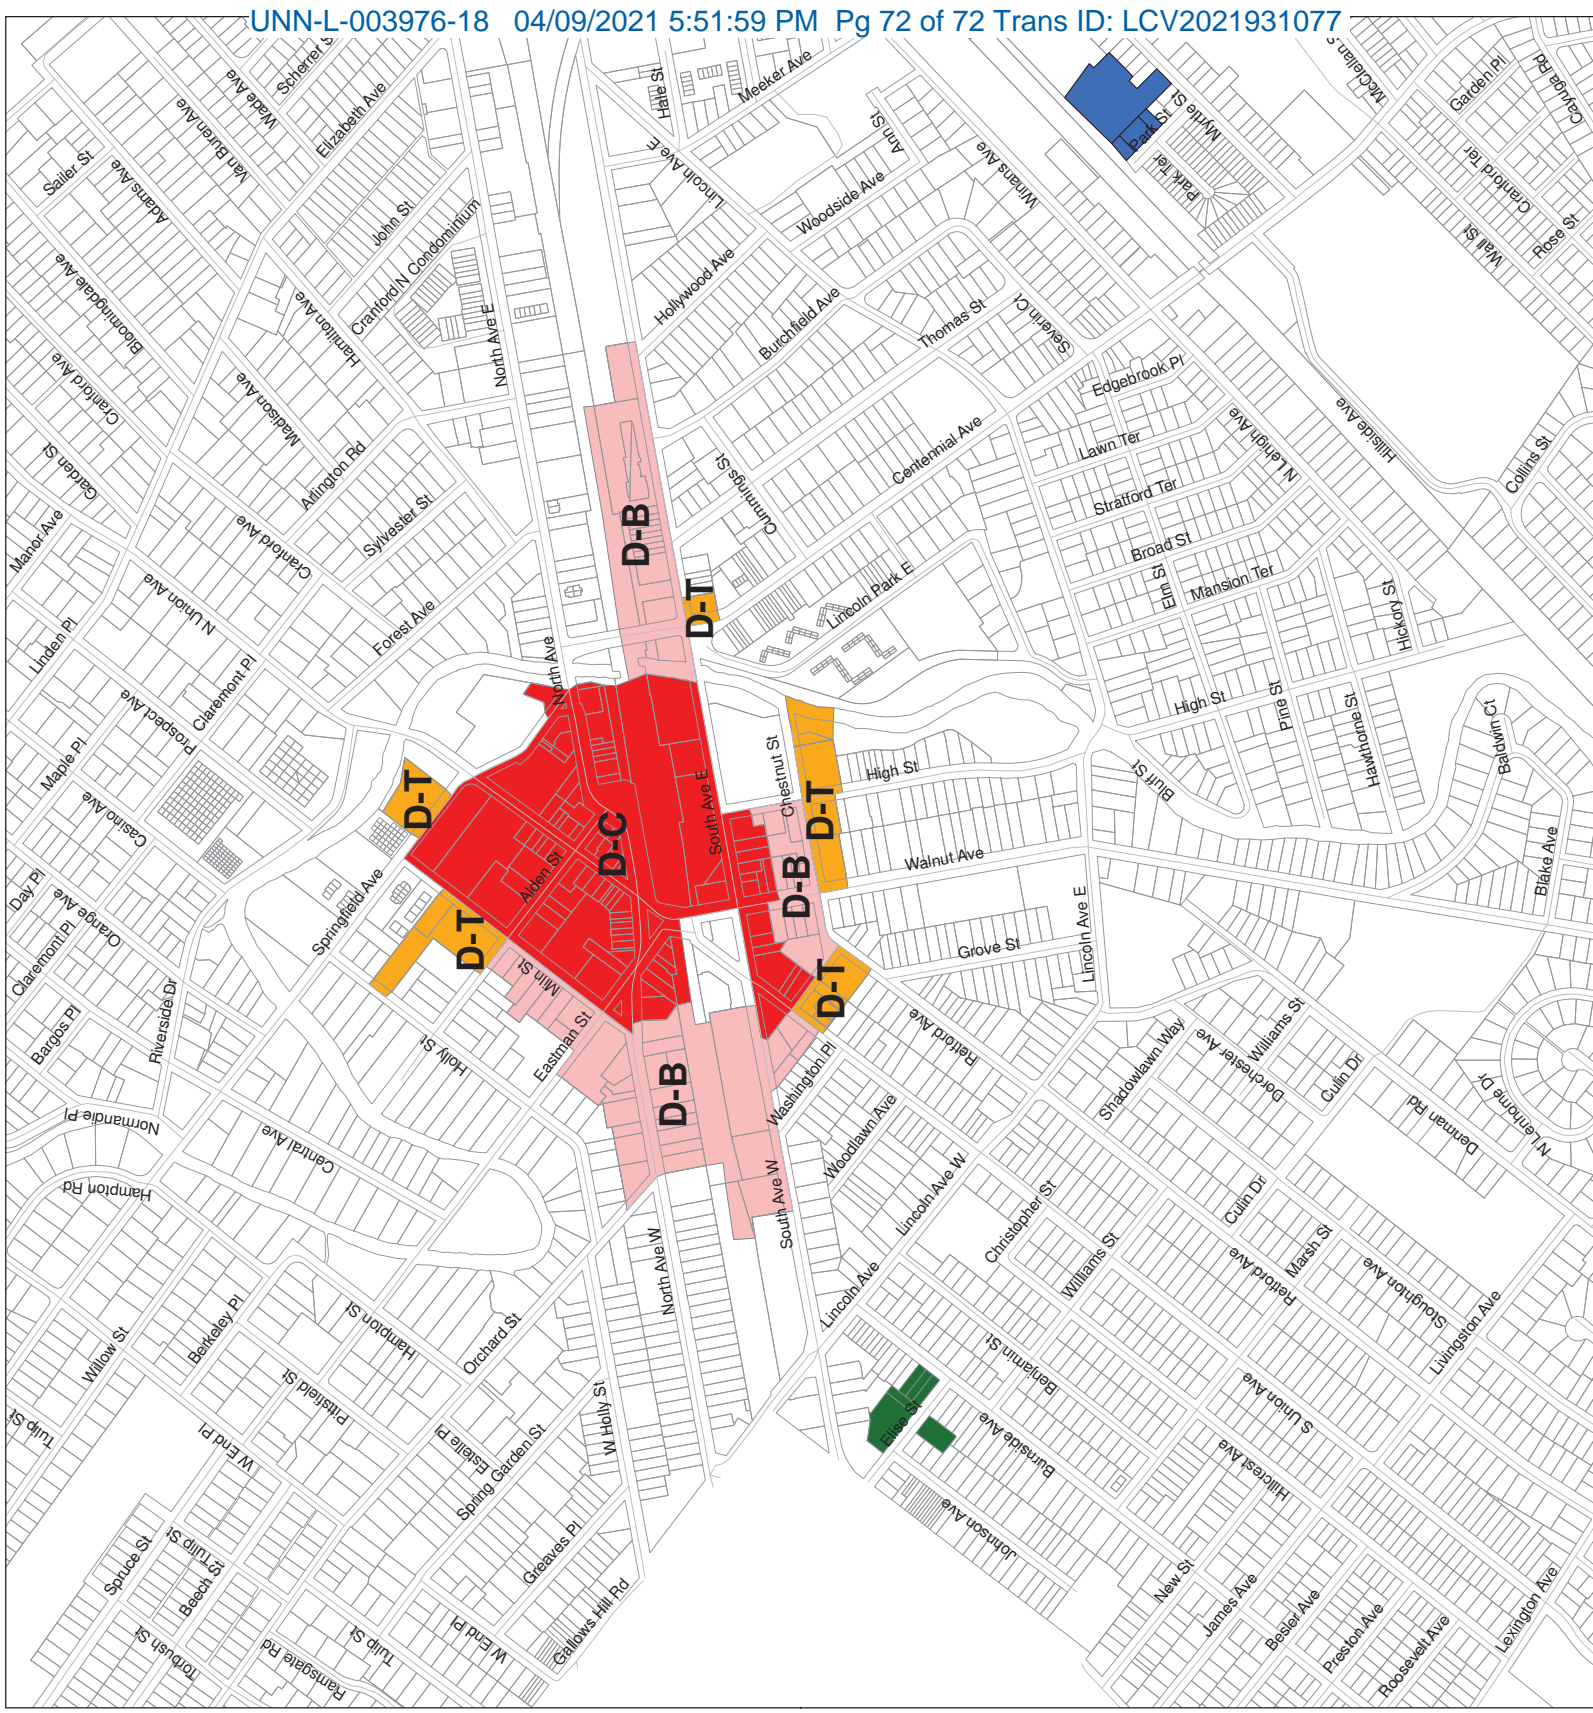 UNN-L-003976-18 04/09/2021 5:51:59 PM Pg 72 of 72 Trans ID: LCV2021931077
Scherrer S
Wade Ave
Van Buren Ave
Elizabeth Ave
Sailer St
Adams Ave
John St
Cranford N Condominium
Bloomingdale Ave
Hamilton Ave
North Ave E
Cranford Ave
Madison Ave
Garden St
Arlington Rd
Manor Ave
Cranford Ave
Sylvester St
N Union Ave
Forest Ave
Linden Pl
Claremont Pl
Prospect Ave
Maple Pl
Casino Ave
North Ave
Hale St
Meeker Ave
Lincoln Ave E
Ann St
Woodside Ave
Winans Ave
Hollywood Ave
Burchfield Ave
Thomas St
Severin Ct
Park St
Myrtle St
Park Ter
McClellan S
Garden Pl
Cayuga Rd
Cranford Ter
Wall St
Rose St
Edgebrook Pl
Hillside Ave
Collins St
Centennial Ave
Cummings St
Lawn Ter
N Lehigh Ave
Stratford Ter
Broad St
Elm St
Mansion Ter
Hickory St
Lincoln Park E
High St
Pine St
Hawthorne St
Baldwin Ct
Bluff St
Blake Ave
D-B
D-T
D-T
D-C
D-T
D-B
D-T
D-T
D-B
South Ave E
Chestnut St
High St
Walnut Ave
Grove St
Lincoln Ave E
Alden St
Springfield Ave
Day Pl
Orange Ave
Claremont Pl
Bargos Pl
Riverside Dr
Miln St
Eastman St
Holly St
Normandie Pl
Central Ave
Hampton Rd
Washington Pl
Woodlawn Ave
Retford Ave
Shadowlawn Way
Dorchester Ave
Williams St
Culin Dr
Denman Rd
N Lenhome Dr
South Ave W
North Ave W
Lincoln Ave W
Lincoln Ave
Christopher St
Williams St
Culin Dr
Retford Ave
Marsh St
Stoughton Ave
Livingston Ave
Willow St
Berkeley Pl
Hampton St
Orchard St
Pittsfield St
Tulip St
W End Pl
Estelle Pl
Spring Garden St
W Holly St
Greaves Pl
Gallows Hill Rd
Spruce St
Tulip St
Beech St
Torbush St
Ramsgate Rd
Tulip St
W End Pl
Elise St
Benjamin St
Burnside Ave
Johnson Ave
S Union Ave
Hillcrest Ave
New St
James Ave
Besler Ave
Preston Ave
Roosevelt Ave
Lexington Ave